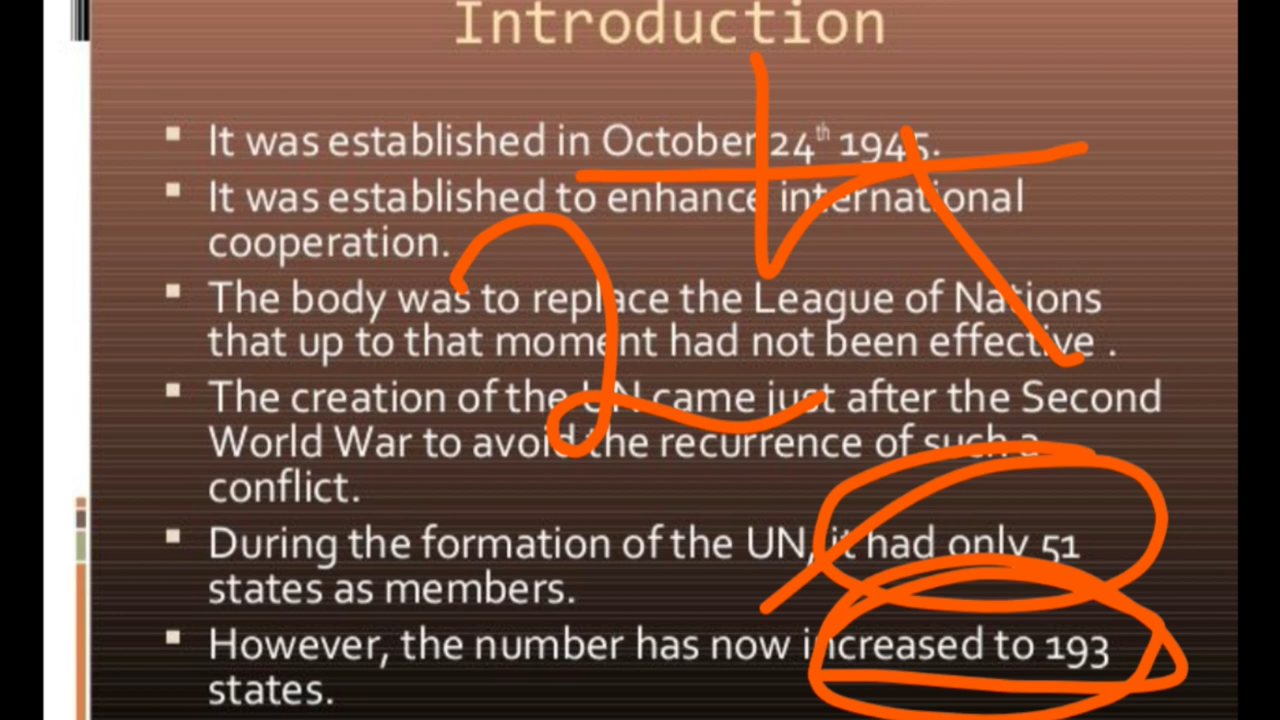 Introduction
It was established in October 24th 1945.
It was established to enhance international
cooperation.
The body was to replace the League of Nations
that up to that moment had not been effective .
The creation of the UN came just after the Second
World War to avoid the recurrence of such a
conflict.
During the formation of the UN, it had only 51
states as members.
However, the number has now increased to 193
states.